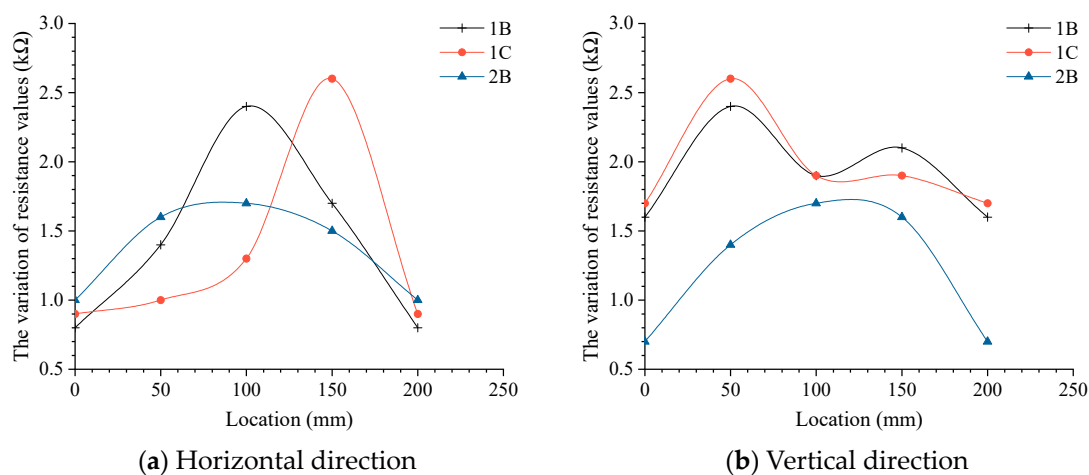 The variation of resistance values (kΩ)
3.0
2.5
2.0
1.5
1.0
0.5
0 50 100 150 200 250
Location (mm)
1B
1C
2B
(a) Horizontal direction
The variation of resistance values (kΩ)
3.0
2.5
2.0
1.5
1.0
0.5
0 50 100 150 200 250
Location (mm)
1B
1C
2B
(b) Vertical direction